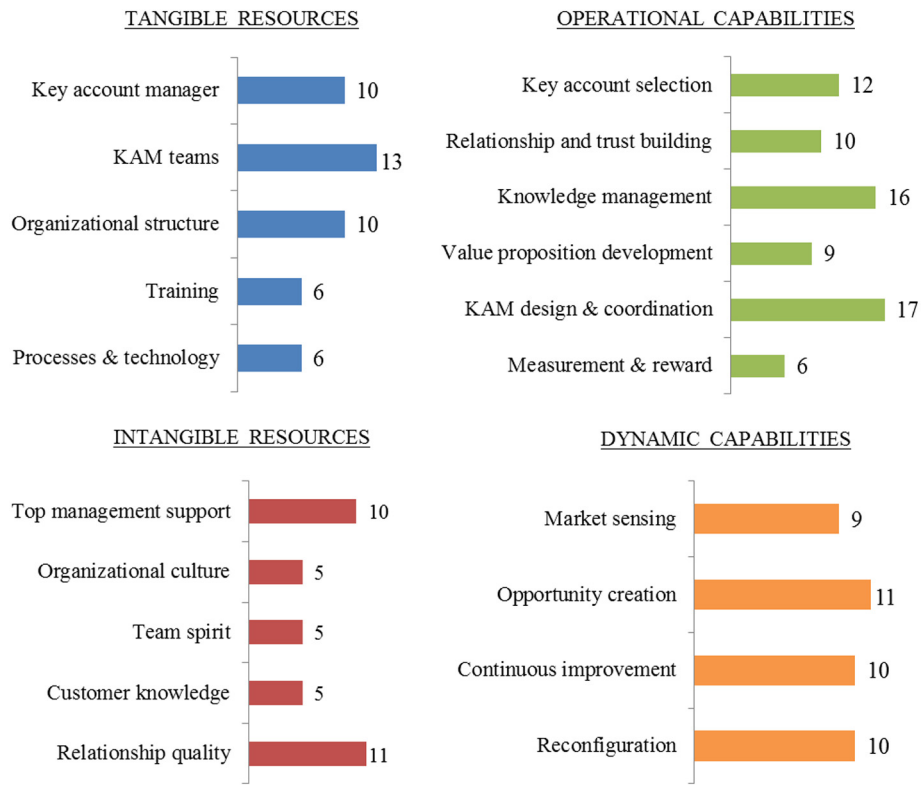 TANGIBLE RESOURCES
Key account manager 10
KAM teams 13
Organizational structure 10
Training 6
Processes & technology 6
OPERATIONAL CAPABILITIES
Key account selection 12
Relationship and trust building 10
Knowledge management 16
Value proposition development 9
KAM design & coordination 17
Measurement & reward 6
INTANGIBLE RESOURCES
Top management support 10
Organizational culture 5
Team spirit 5
Customer knowledge 5
Relationship quality 11
DYNAMIC CAPABILITIES
Market sensing 9
Opportunity creation 11
Continuous improvement 10
Reconfiguration 10